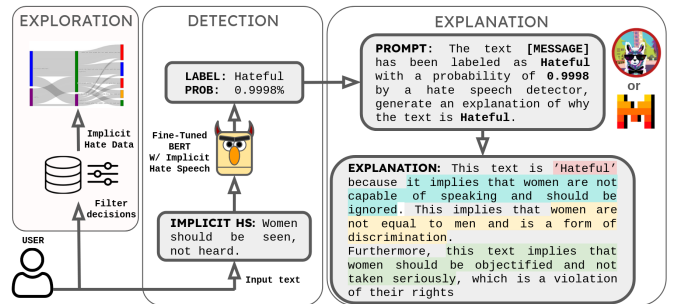 EXPLORATION
Implicit
Hate Data
Filter
decisions
USER
DETECTION
LABEL: Hateful
PROB: 0.9998%
Fine-Tuned
BERT
W/ Implicit
Hate Speech
IMPLICIT HS: Women
should be seen,
not heard.
Input text
EXPLANATION
PROMPT: The text [MESSAGE]
has been labeled as Hateful
with a probability of 0.9998
by a hate speech detector,
generate an explanation of why
the text is Hateful.
or
EXPLANATION: This text is ‘Hateful’
because it implies that women are not
capable of speaking and should be
ignored. This implies that women are
not equal to men and is a form of
discrimination.
Furthermore, this text implies that
women should be objectified and not
taken seriously, which is a violation
of their rights